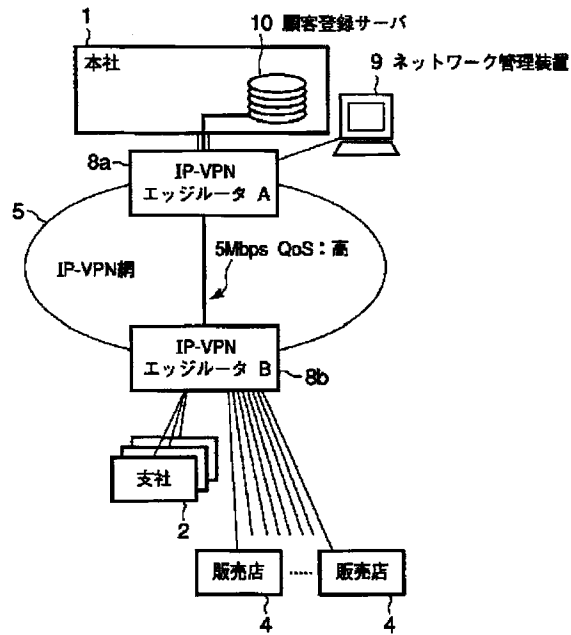 1
10 顧客登録サーバ
本社
9 ネットワーク管理装置
8a
IP-VPN
エッジルータ A
5
IP-VPN網
5Mbps QoS:高
IP-VPN
エッジルータ B
8b
支社
2
販売店
販売店
4
4